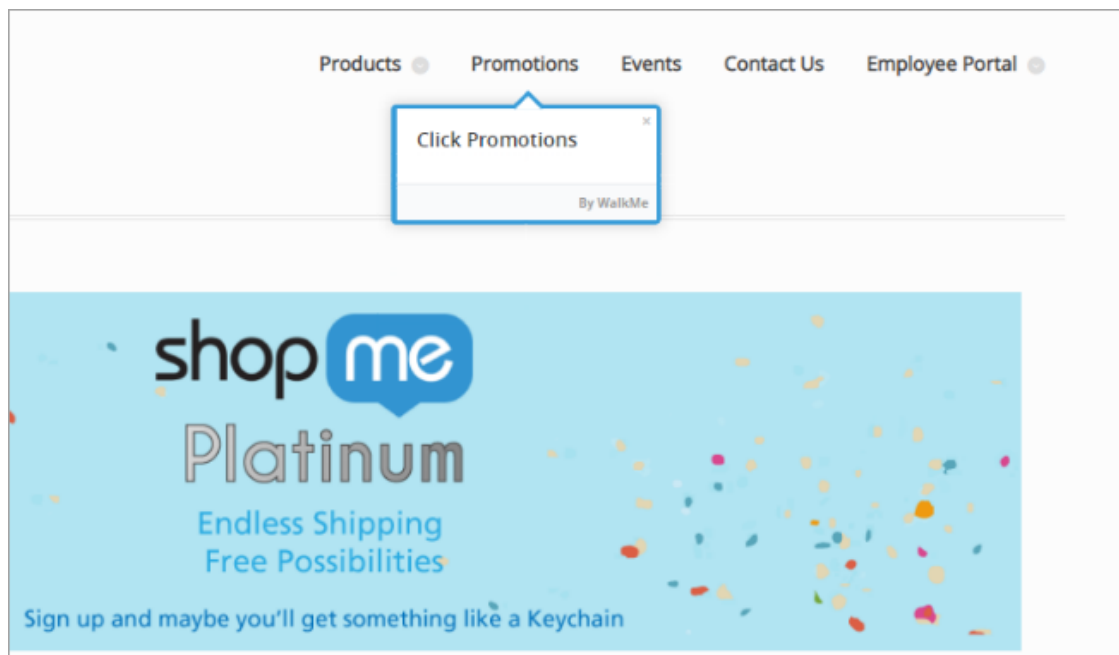 Products Promotions Events Contact Us Employee Portal
Click Promotions
By WalkMe
shop me
Platinum
Endless Shipping
Free Possibilities
Sign up and maybe you'll get something like a Keychain